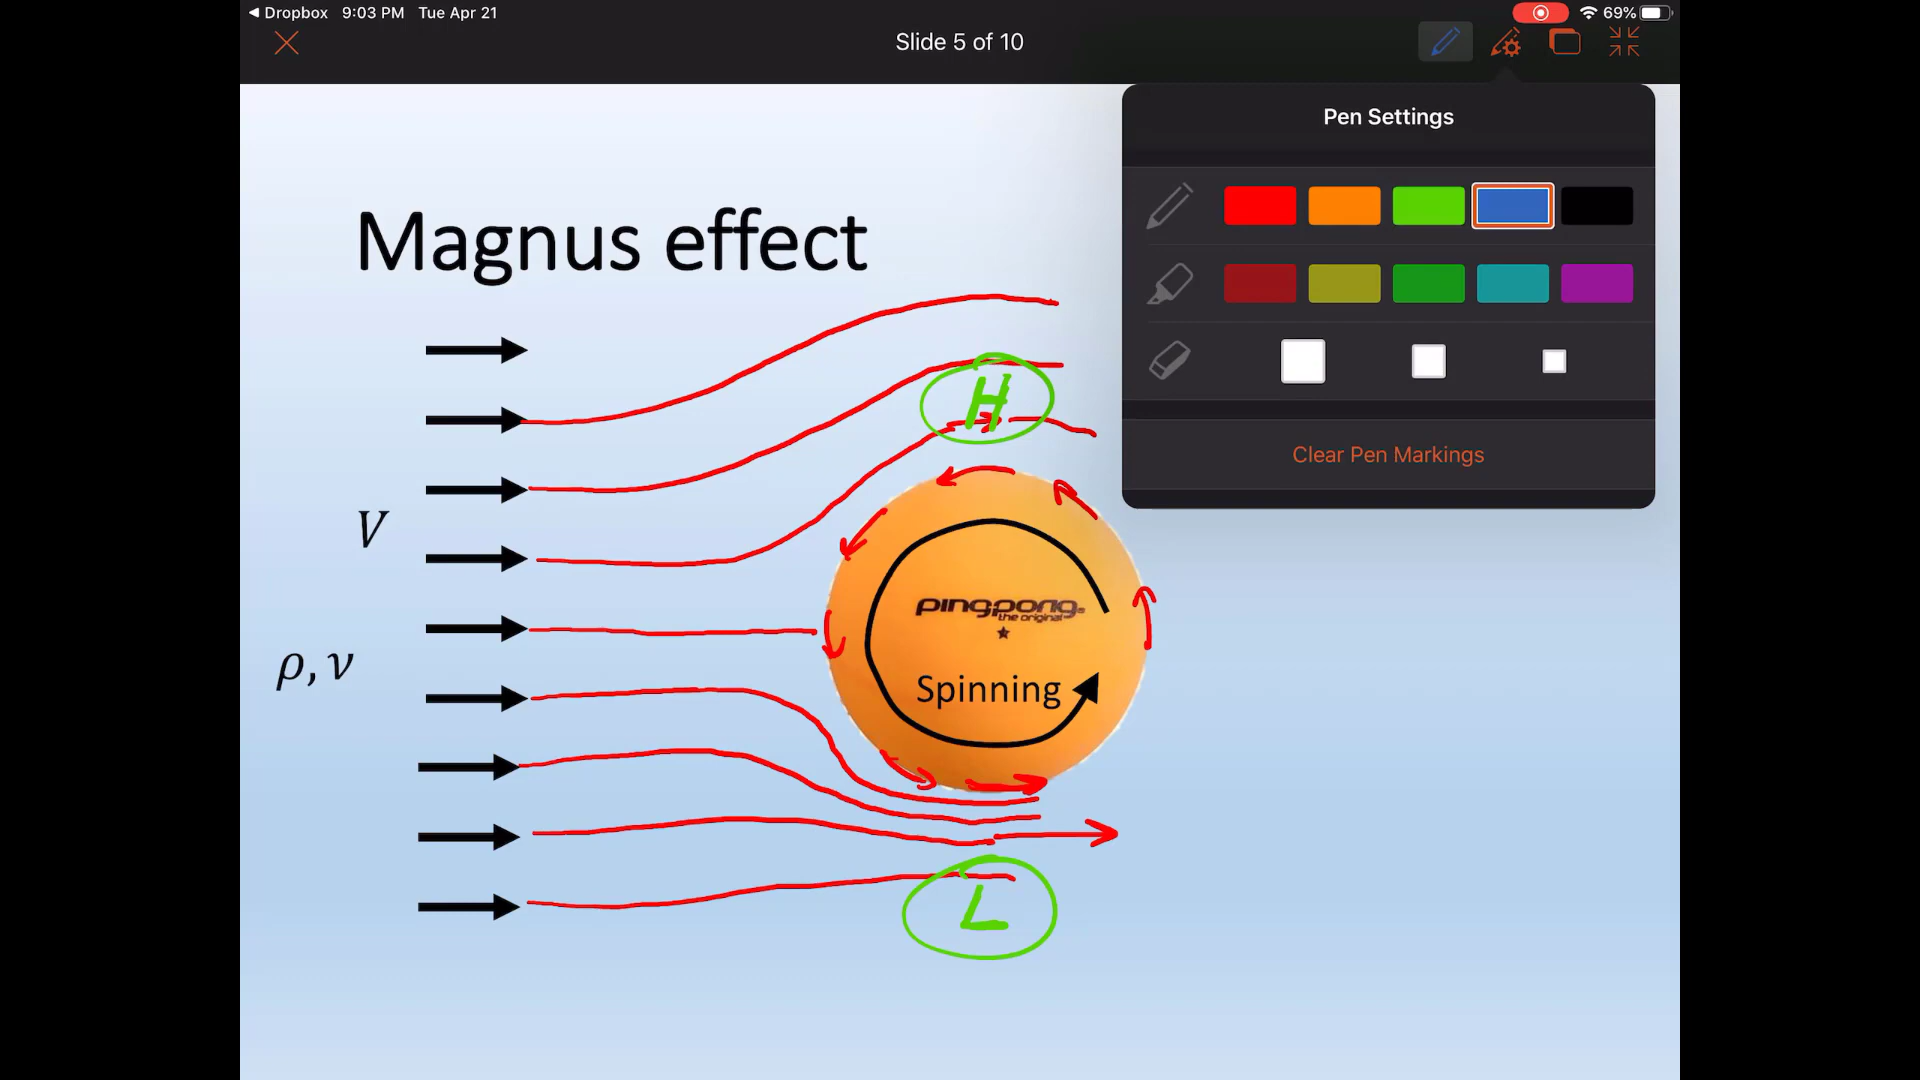 Dropbox 9:03 PM Tue Apr 21
69%
Slide 5 of 10
Pen Settings
Clear Pen Markings
Magnus effect
H
V
pingpong
the original
ρ, ν
Spinning
L